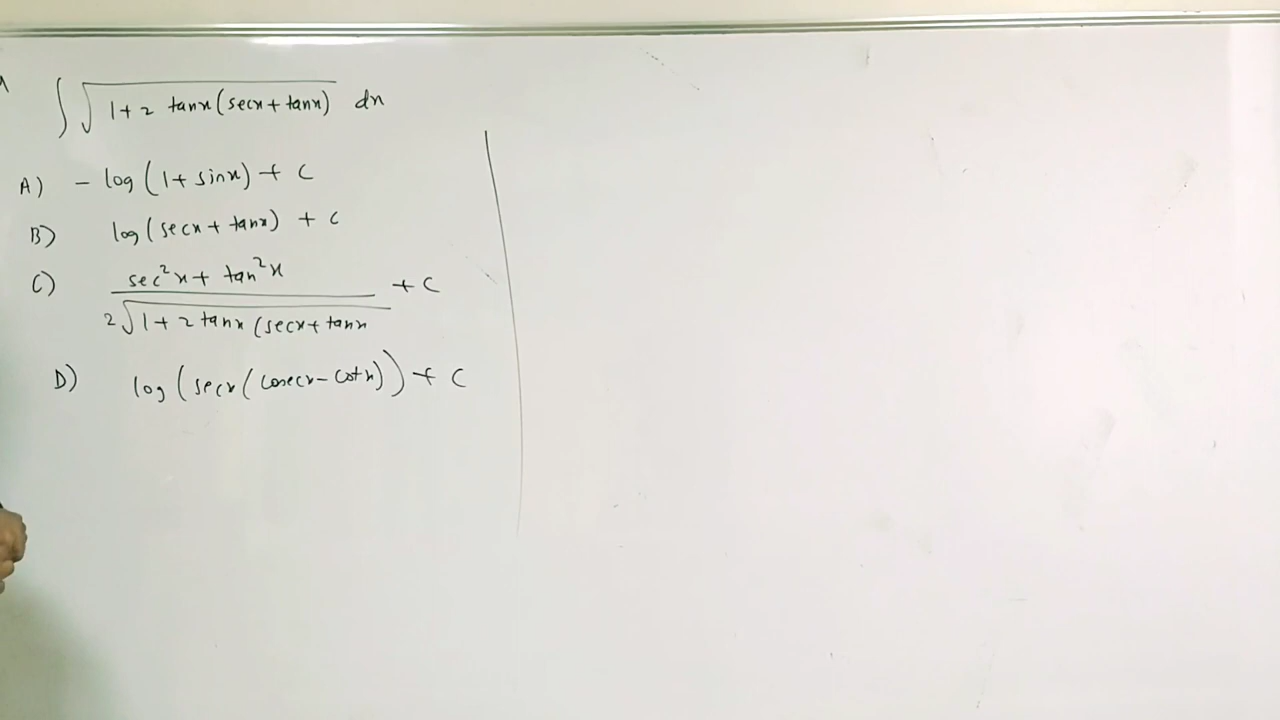 ∫ √(1+2 tanx(secx+tanx)) dx
A) - log(1+sinx) + C
B) log(secx + tanx) + C
C) (sec²x + tan²x) / (2√(1+2tanx(secx+tanx)) + C
D) log(secx(cosecx-cotx)) + C